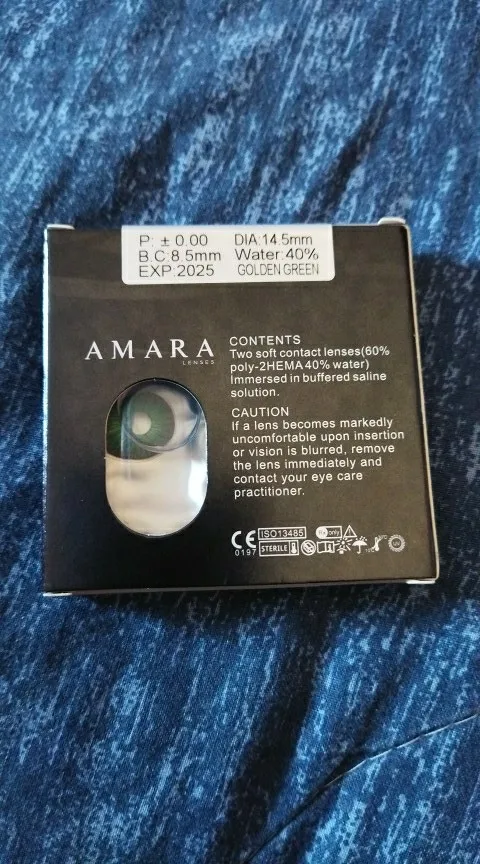 P: ± 0.00 DIA:14.5mm
B.C:8.5mm Water:40%
EXP:2025 GOLDEN GREEN
AMARA
LENSES
CONTENTS
Two soft contact lenses(60%
poly-2HEMA40% water)
Immersed in buffered saline
solution.
CAUTION
If a lens becomes markedly
uncomfortable upon insertion
or vision is blurred, remove
the lens immediately and
contact your eye care
practitioner.
CE ISO13485 only
0197 STERILE